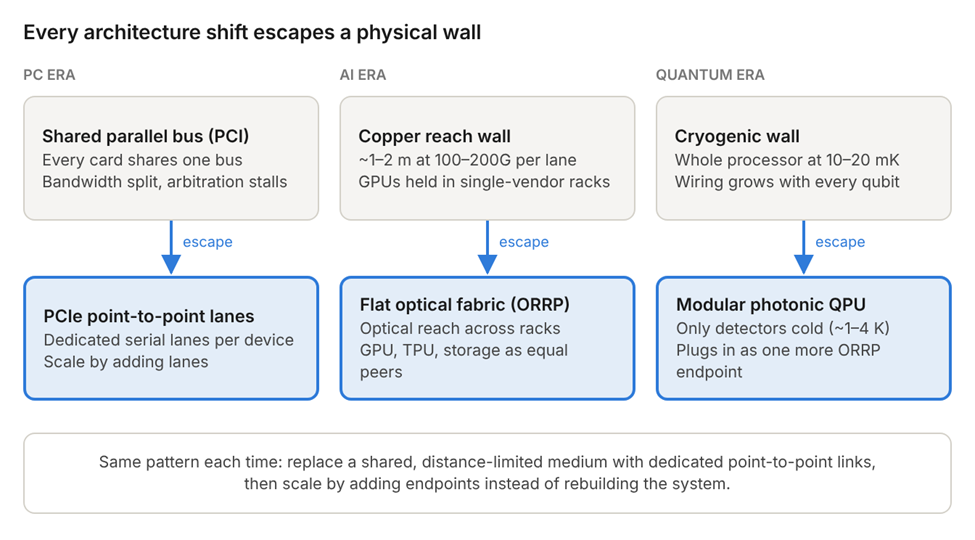 Every architecture shift escapes a physical wall
PC ERA
Shared parallel bus (PCI)
Every card shares one bus
Bandwidth split, arbitration stalls
escape
PCIe point-to-point lanes
Dedicated serial lanes per device
Scale by adding lanes
AI ERA
Copper reach wall
~1–2 m at 100–200G per lane
GPUs held in single-vendor racks
escape
Flat optical fabric (ORRP)
Optical reach across racks
GPU, TPU, storage as equal
peers
QUANTUM ERA
Cryogenic wall
Whole processor at 10–20 mK
Wiring grows with every qubit
escape
Modular photonic QPU
Only detectors cold (~1–4 K)
Plugs in as one more ORRP
endpoint
Same pattern each time: replace a shared, distance-limited medium with dedicated point-to-point links,
then scale by adding endpoints instead of rebuilding the system.